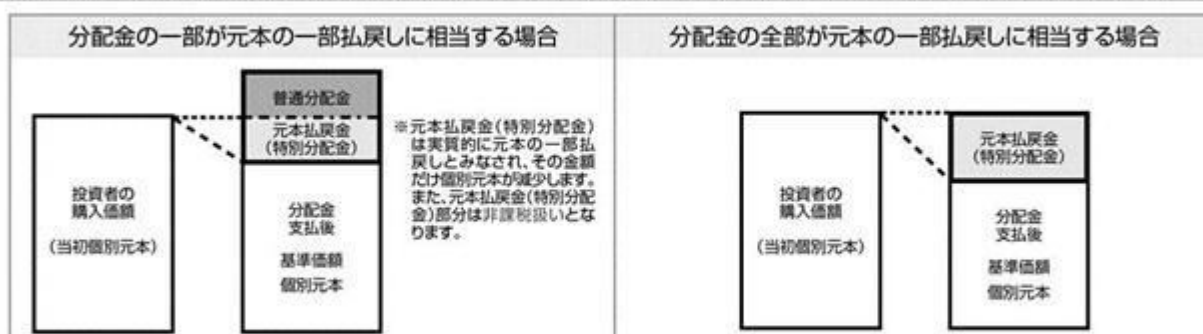 分配金の一部が元本の一部払戻しに相当する場合
普通分配金
元本払戻金
(特別分配金)
投資者の
購入価額
(当初個別元本)
分配金
支払後
基準価額
個別元本
※元本払戻金(特別分配金)
は実質的に元本の一部払
戻しとみなされ、その金額
だけ個別元本が減少します。
また、元本払戻金(特別分配
金)部分は非課税扱いとな
ります。
分配金の全部が元本の一部払戻しに相当する場合
元本払戻金
(特別分配金)
投資者の
購入価額
(当初個別元本)
分配金
支払後
基準価額
個別元本